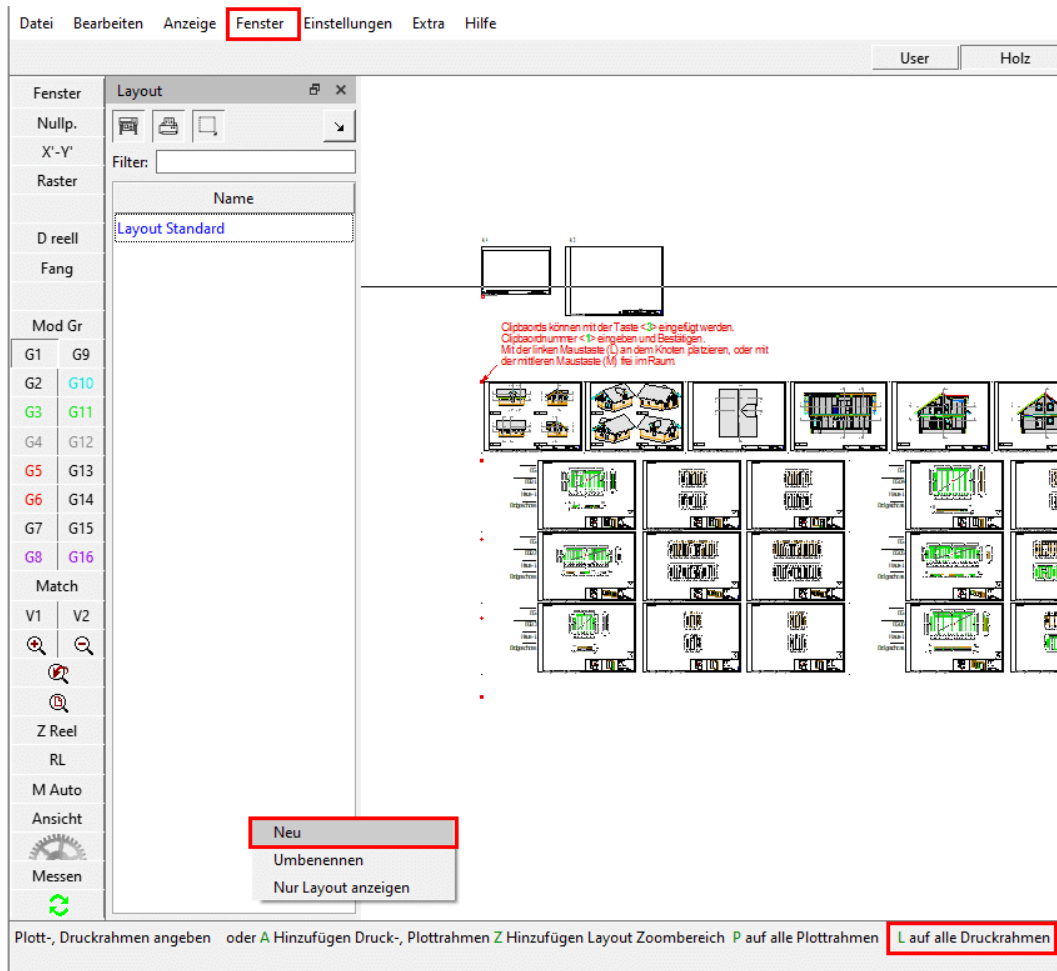 Datei Bearbeiten Anzeige Fenster Einstellungen Extra Hilfe
User Holz
Fenster
Nullp.
X'-Y'
Raster
D reell
Fang
Mod Gr
G1 G9
G2 G10
G3 G11
G4 G12
G5 G13
G6 G14
G7 G15
G8 G16
Match
V1 V2
Z Reel
RL
M Auto
Ansicht
Messen
Layout
Filter:
Name
Layout Standard
Clipbaords können mit der Taste <3> eingefügt werden.
Clipbaordnummer <1> eingeben und Bestätigen.
Mit der linken Maustaste (L) an dem Knoten platzieren, oder mit
der mittleren Maustaste (M) frei im Raum.
Neu
Umbenennen
Nur Layout anzeigen
Plott-, Druckrahmen angeben oder A Hinzufügen Druck-, Plottrahmen Z Hinzufügen Layout Zoombereich P auf alle Plottrahmen L auf alle Druckrahmen